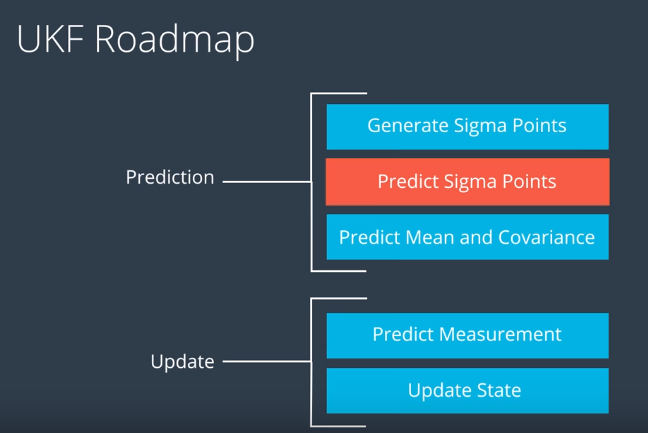 UKF Roadmap
Prediction
Generate Sigma Points
Predict Sigma Points
Predict Mean and Covariance
Update
Predict Measurement
Update State